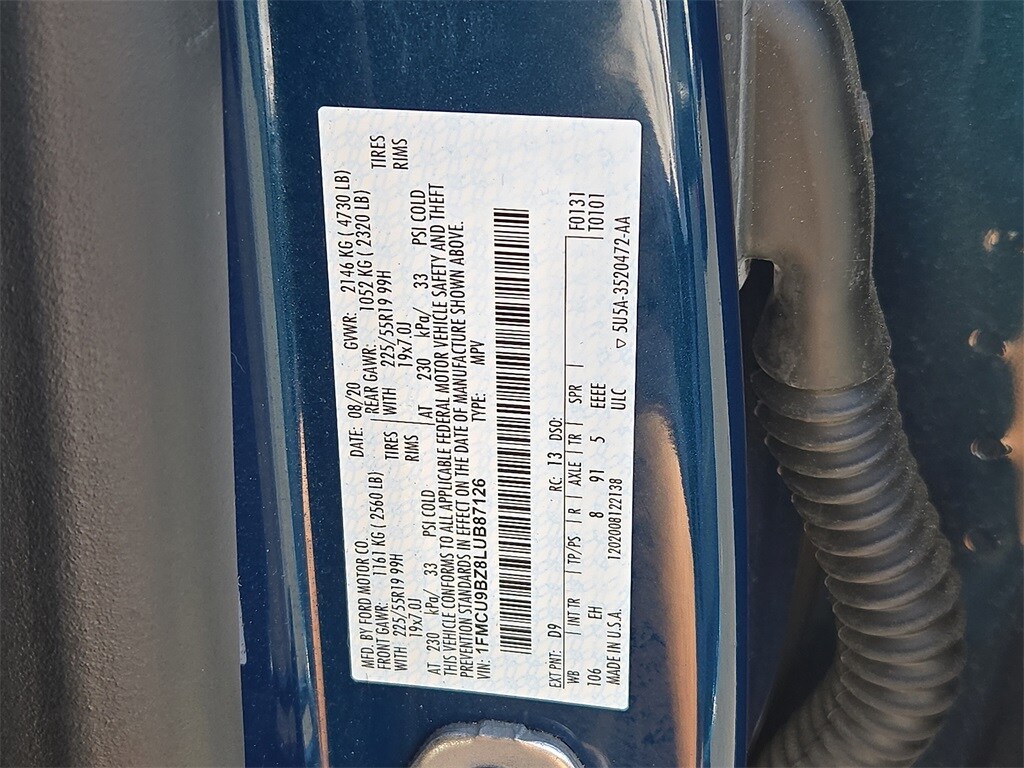 MFD. BY FORD MOTOR CO. DATE: 08/20 GVWR: 2146 KG ( 4730 LB)
FRONT GAWR: 1161 KG ( 2560 LB) REAR GAWR: 1052 KG ( 2320 LB)
WITH 225/55R19 99H TIRES WITH 225/55R19 99H TIRES
19x7.0J RIMS 19x7.0J RIMS
AT 230 kPa/ 33 PSI COLD AT 230 kPa/ 33 PSI COLD
THIS VEHICLE CONFORMS TO ALL APPLICABLE FEDERAL MOTOR VEHICLE SAFETY AND THEFT
PREVENTION STANDARDS IN EFFECT ON THE DATE OF MANUFACTURE SHOWN ABOVE.
VIN: 1FMCU9BZ8LUB87126 TYPE: MPV
EXT PNT: D9 RC: 13 DSO: F0131
WB INT TR TP/PS R AXLE TR SPR T0101
106 EH 8 91 5 EEEE
MADE IN U.S.A. 12020081221​38 ULC 5U5A-3520472-AA